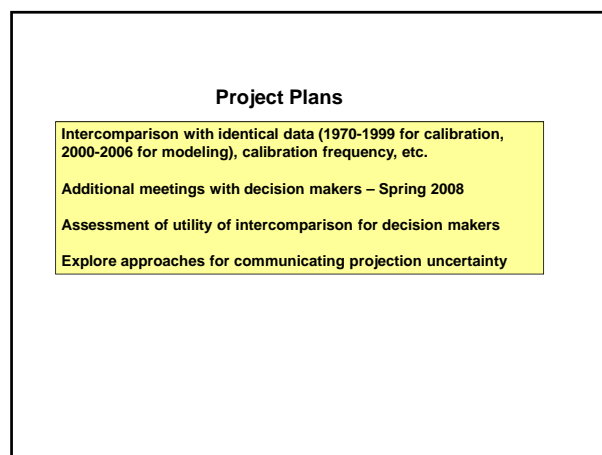 Project Plans
Intercomparison with identical data (1970-1999 for calibration,
2000-2006 for modeling), calibration frequency, etc.
Additional meetings with decision makers – Spring 2008
Assessment of utility of intercomparison for decision makers
Explore approaches for communicating projection uncertainty